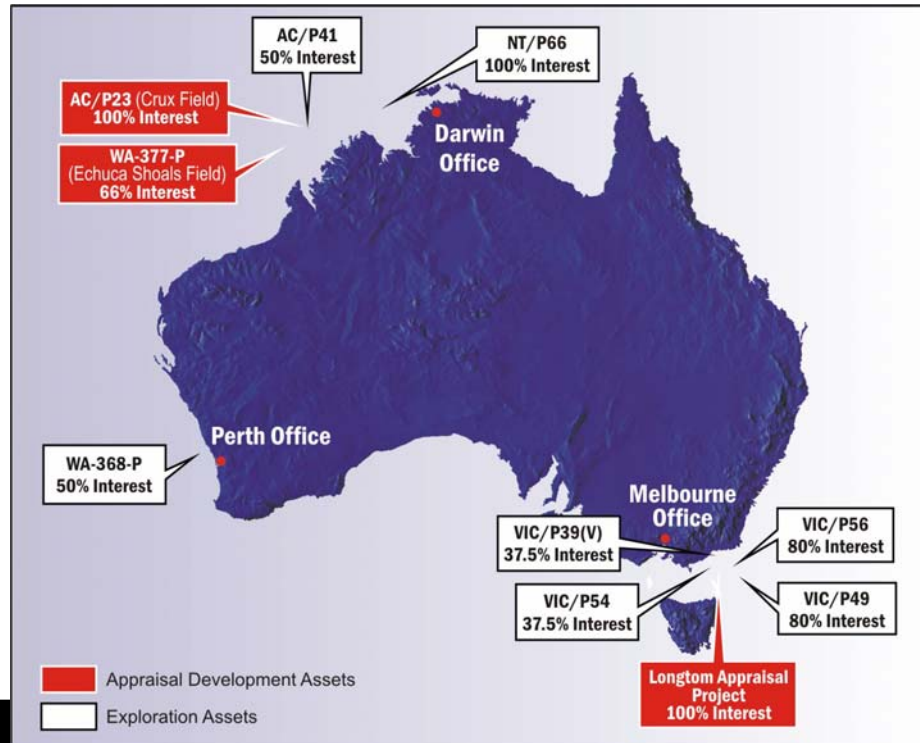 AC/P41
50% Interest
NT/P66
100% Interest
AC/P23 (Crux Field)
100% Interest
WA-377-P
(Echuca Shoals Field)
66% Interest
Darwin
Office
Perth Office
WA-368-P
50% Interest
Melbourne
Office
VIC/P39(V)
37.5% Interest
VIC/P56
80% Interest
VIC/P54
37.5% Interest
VIC/P49
80% Interest
Longtom Appraisal
Project
100% Interest
Appraisal Development Assets
Exploration Assets